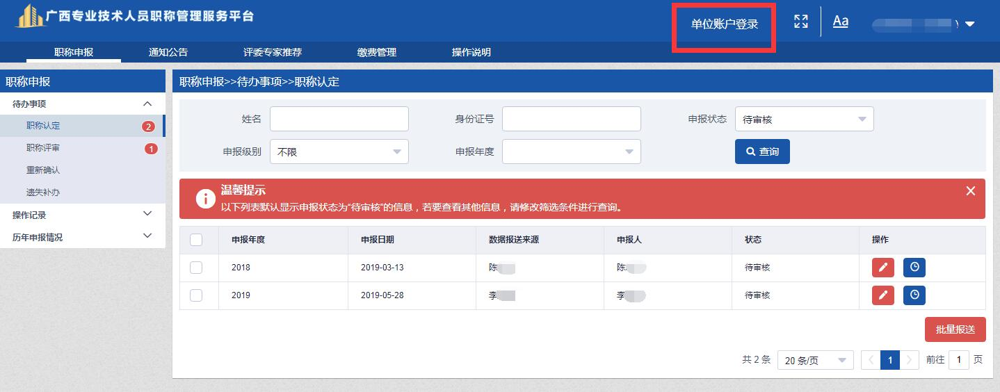 广西专业技术人员职称管理服务平台
单位账户登录
Aa
职称申报 通知公告 评委专家推荐 缴费管理 操作说明
职称申报
待办事项
职称认定 2
职称评审 1
重新确认
遗失补办
操作记录
历年申报情况
职称申报>>待办事项>>职称认定
姓名 身份证号 申报状态 待审核
申报级别 不限 申报年度 查询
温馨提示
以下列表默认显示申报状态为“待审核”的信息，若要查看其他信息，请修改筛选条件进行查询。
申报年度 申报日期 数据报送来源 申报人 状态 操作
2018 2019-03-13 陈 陈 待审核
2019 2019-05-28 李 李 待审核
批量报送
共 2 条 20 条/页 1 前往 1 页